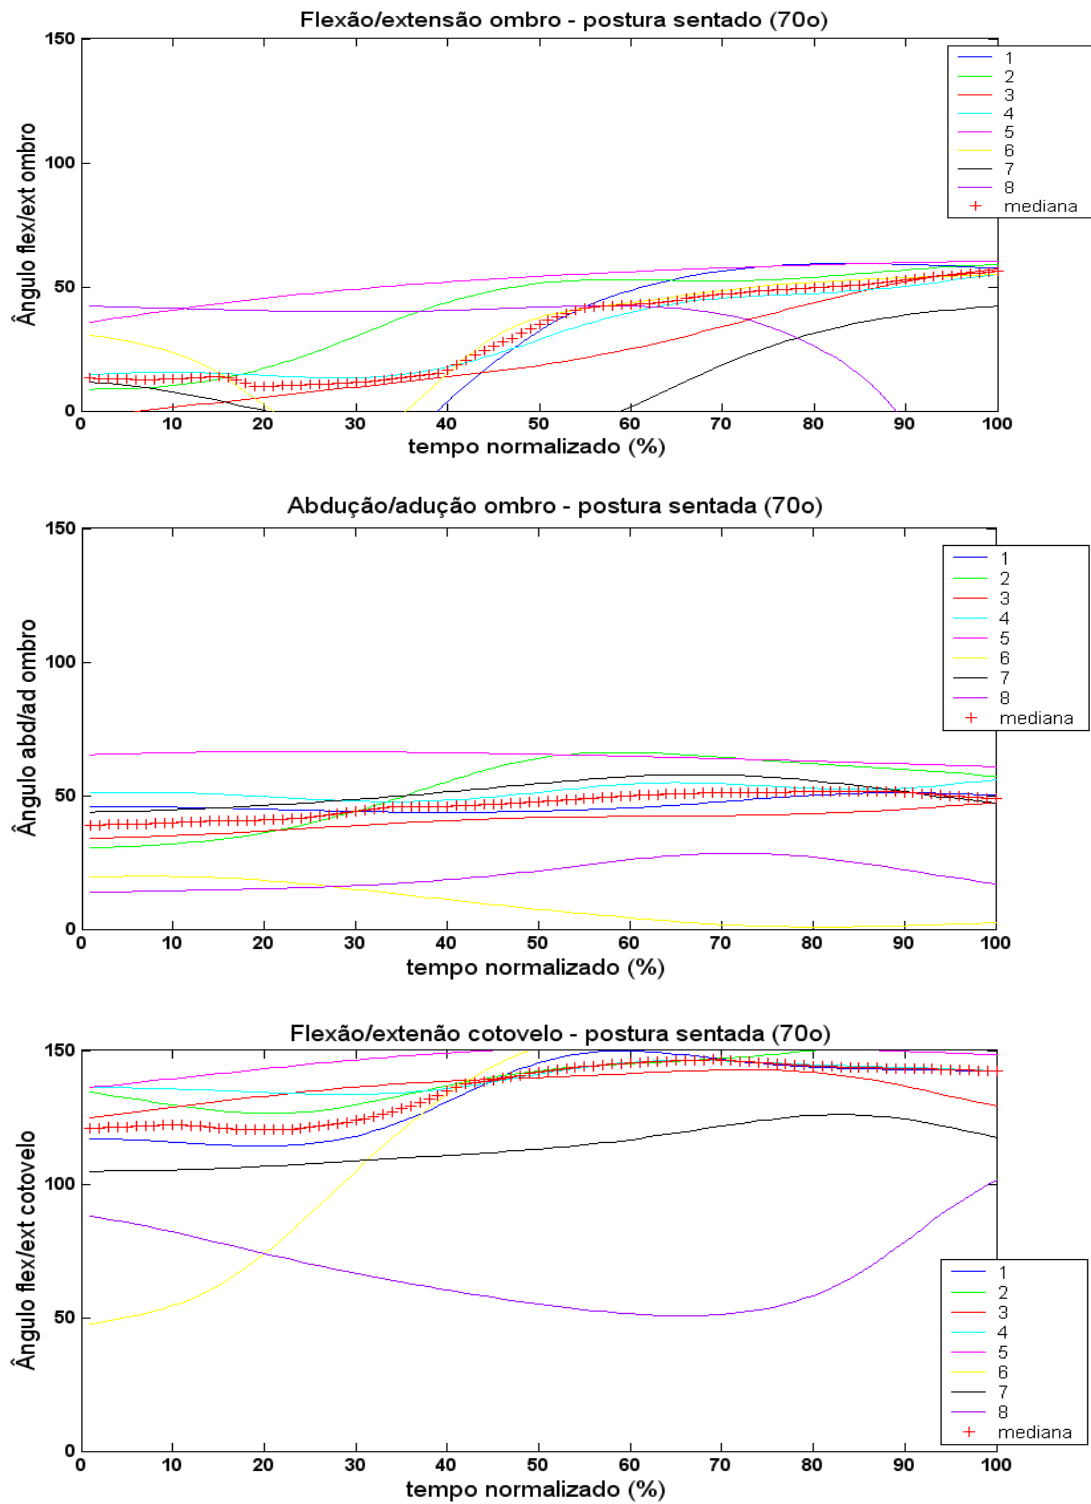 Flexão/extensão ombro - postura sentado (70o)
150
100
50
0
Ângulo flex/ext ombro
0 10 20 30 40 50 60 70 80 90 100
tempo normalizado (%)
1
2
3
4
5
6
7
8
mediana
Abdução/adução ombro - postura sentada (70o)
150
100
50
0
Ângulo abd/ad ombro
0 10 20 30 40 50 60 70 80 90 100
tempo normalizado (%)
1
2
3
4
5
6
7
8
mediana
Flexão/extenão cotovelo - postura sentada (70o)
150
100
50
0
Ângulo flex/ext cotovelo
0 10 20 30 40 50 60 70 80 90 100
tempo normalizado (%)
1
2
3
4
5
6
7
8
mediana